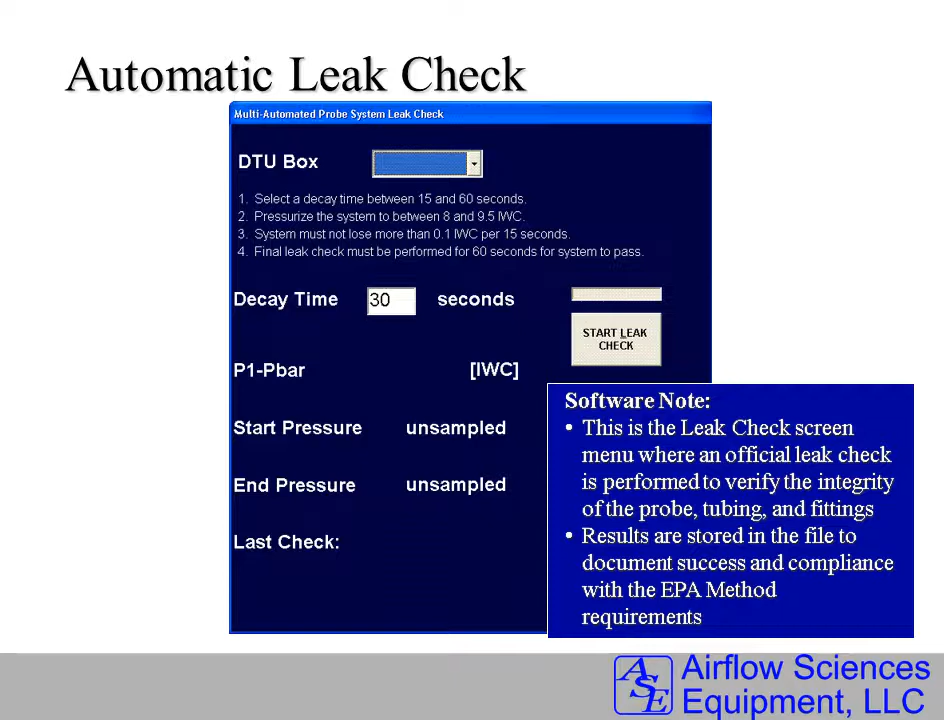 Automatic Leak Check
Multi-Automated Probe System Leak Check
DTU Box
1. Select a decay time between 15 and 60 seconds.
2. Pressurize the system to between 8 and 9.5 IWC.
3. System must not lose more than 0.1 IWC per 15 seconds.
4. Final leak check must be performed for 60 seconds for system to pass.
Decay Time 30 seconds
START LEAK
CHECK
P1-Pbar [IWC]
Start Pressure unsampled
End Pressure unsampled
Last Check:
Software Note:
• This is the Leak Check screen
menu where an official leak check
is performed to verify the integrity
of the probe, tubing, and fittings
• Results are stored in the file to
document success and compliance
with the EPA Method
requirements
ASE
Airflow Sciences
Equipment, LLC